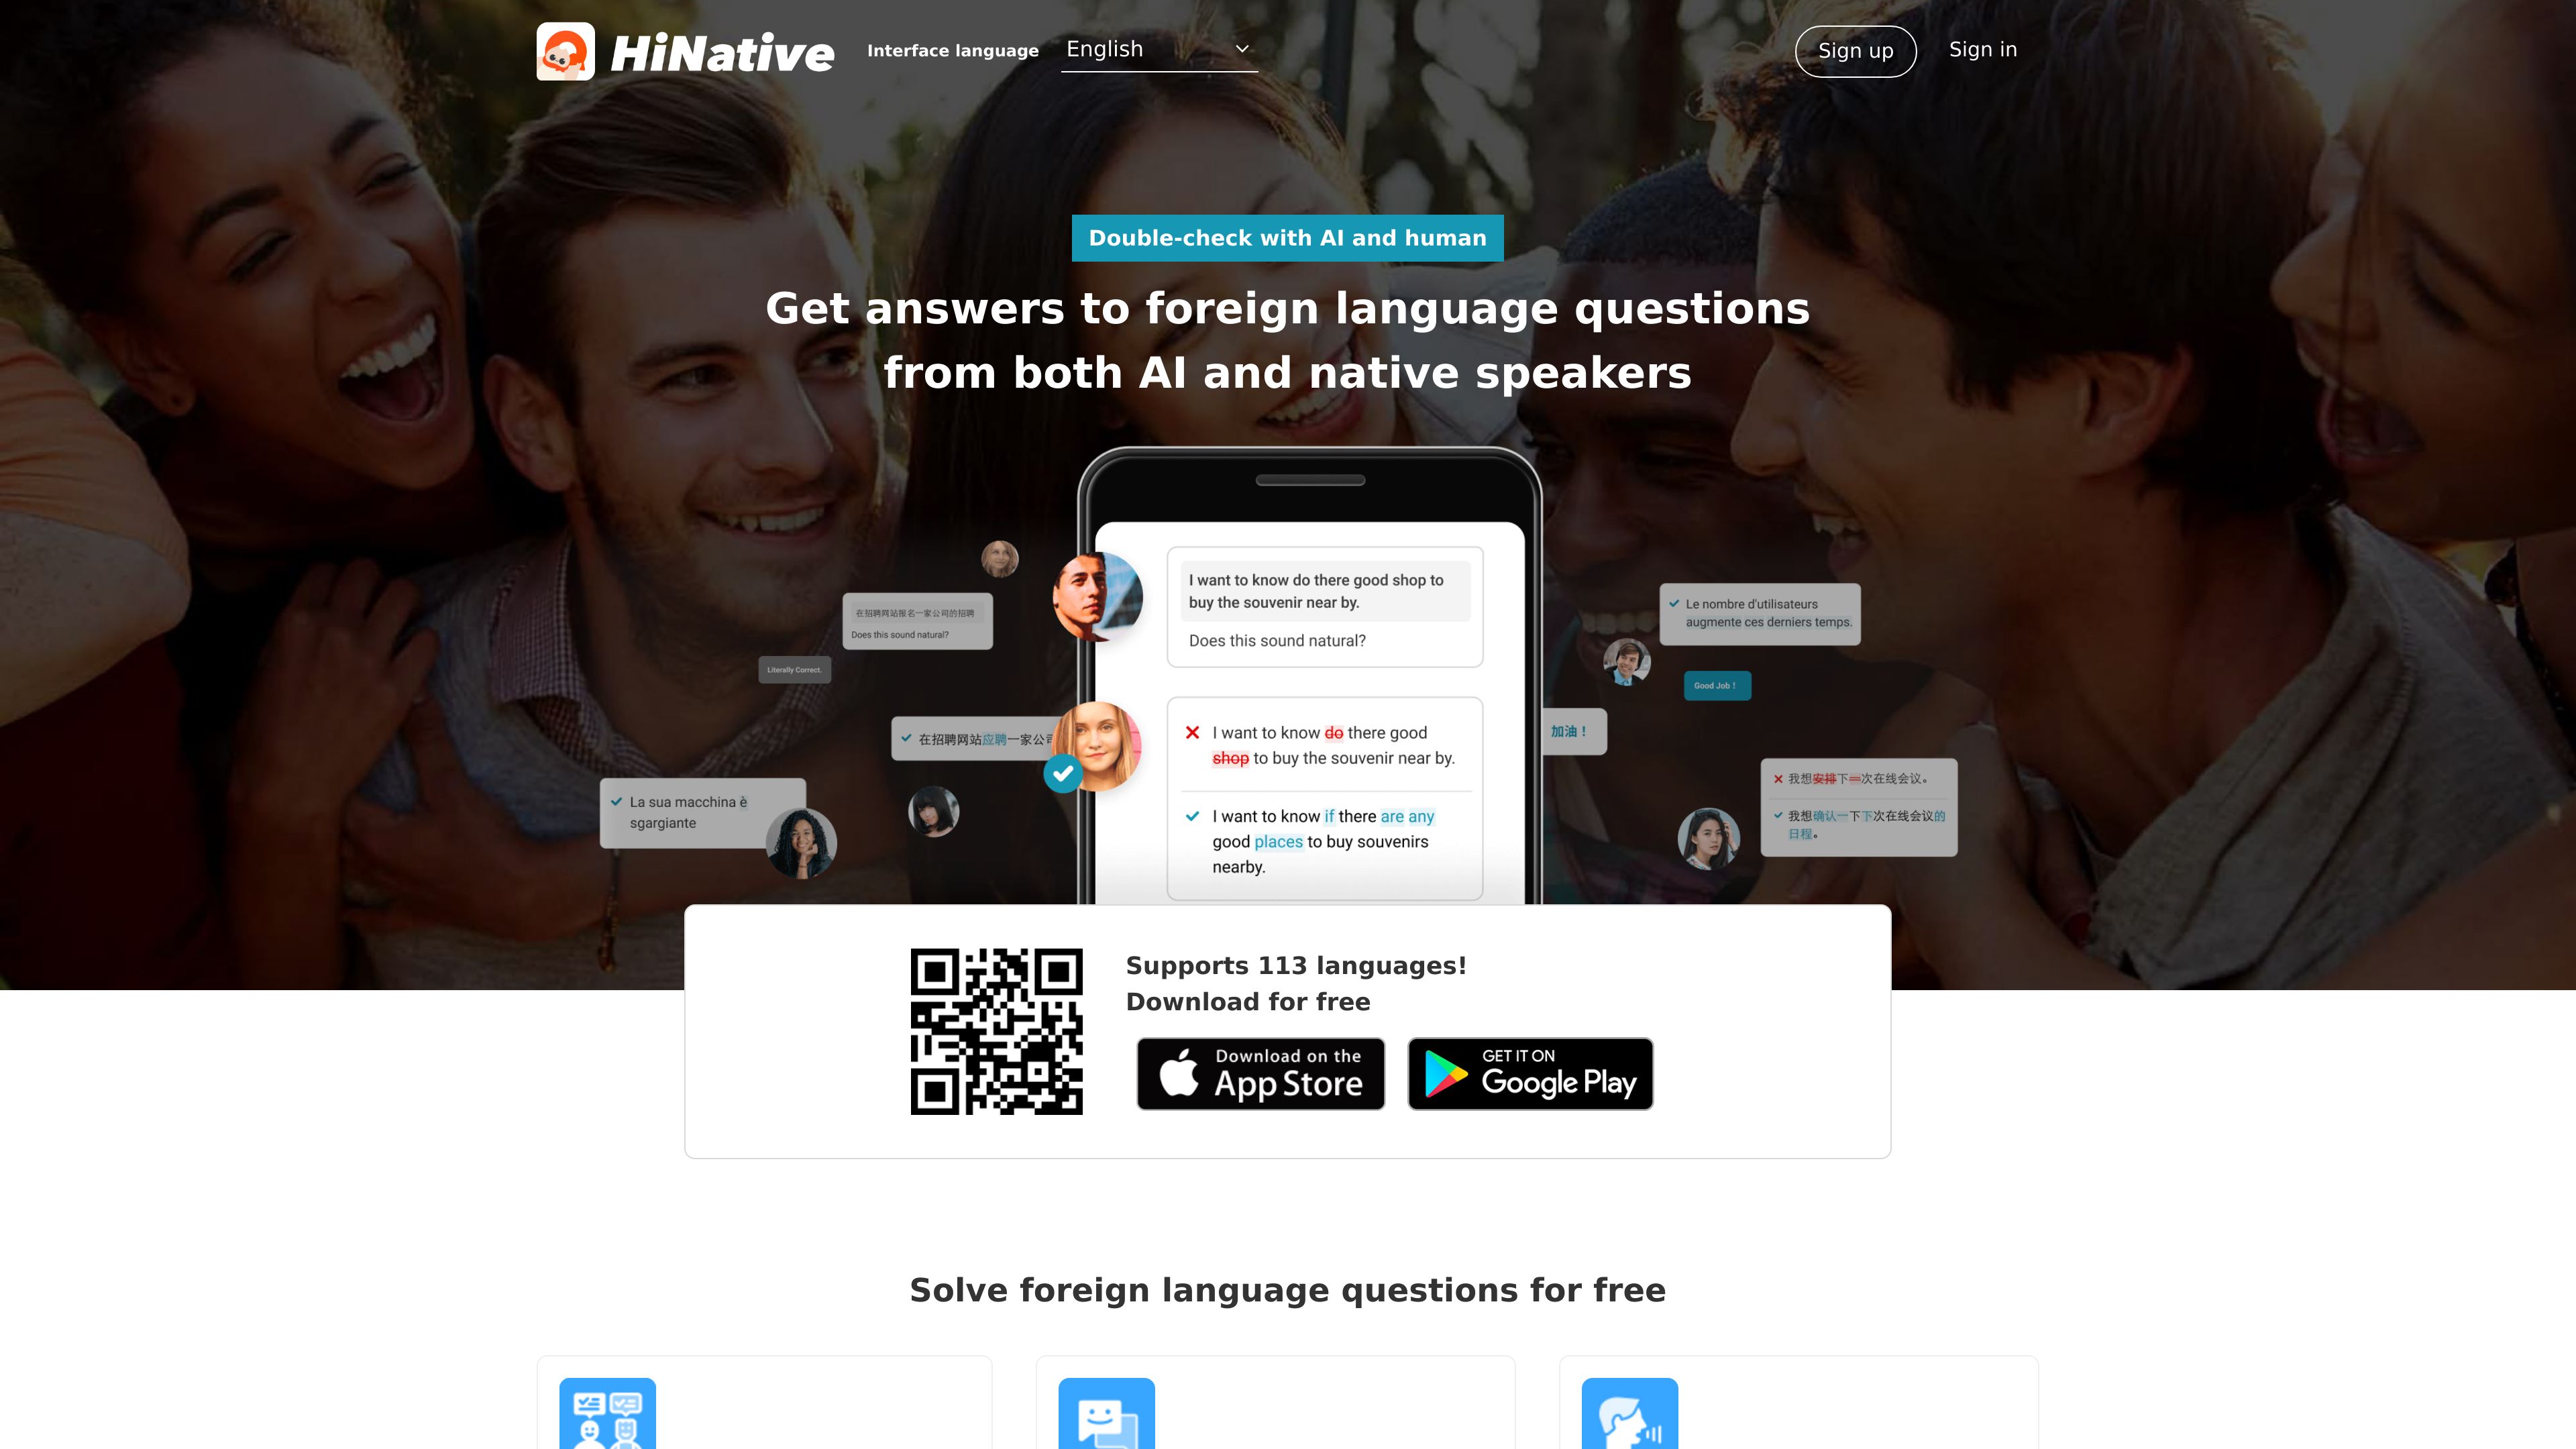 HiNative
Interface language
English
Sign up
Sign in
Double-check with AI and human
Get answers to foreign language questions
from both AI and native speakers
I want to know do there good shop to
buy the souvenir near by.
Does this sound natural?
在招聘网站报名一家公司的招聘
Does this sound natural?
Literally Correct.
在招聘网站应聘一家公司
La sua macchina è
sgargiante
I want to know do there good
shop to buy the souvenir near by.
I want to know if there are any
good places to buy souvenirs
nearby.
Le nombre d'utilisateurs
augmente ces derniers temps.
Good Job !
加油！
我想安排下一次在线会议。
我想确认一下下次在线会议的
日程。
Supports 113 languages!
Download for free
Download on the
App Store
GET IT ON
Google Play
Solve foreign language questions for free